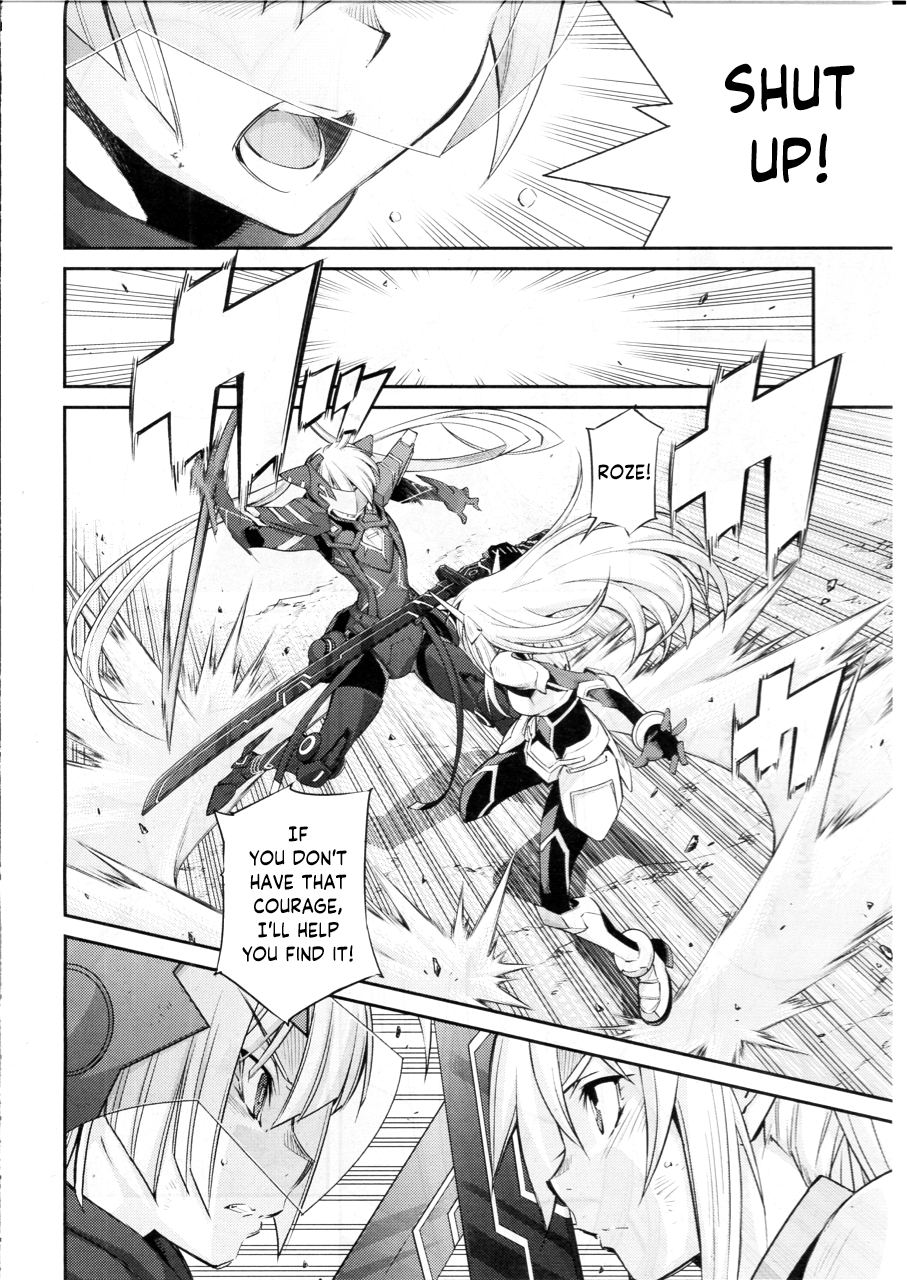 SHUT
UP!
ガッ
ROZE!
ガ
ガ
IF
YOU DON'T
HAVE THAT
COURAGE,
I'LL HELP
YOU FIND IT!